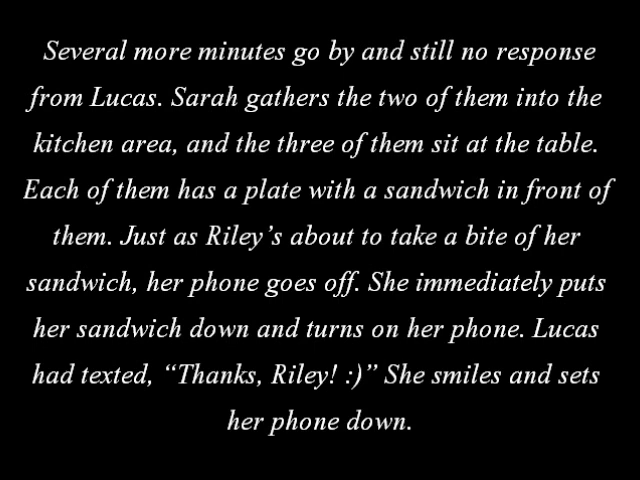 Several more minutes go by and still no response
from Lucas. Sarah gathers the two of them into the
kitchen area, and the three of them sit at the table.
Each of them has a plate with a sandwich in front of
them. Just as Riley’s about to take a bite of her
sandwich, her phone goes off. She immediately puts
her sandwich down and turns on her phone. Lucas
had texted, “Thanks, Riley! :)” She smiles and sets
her phone down.